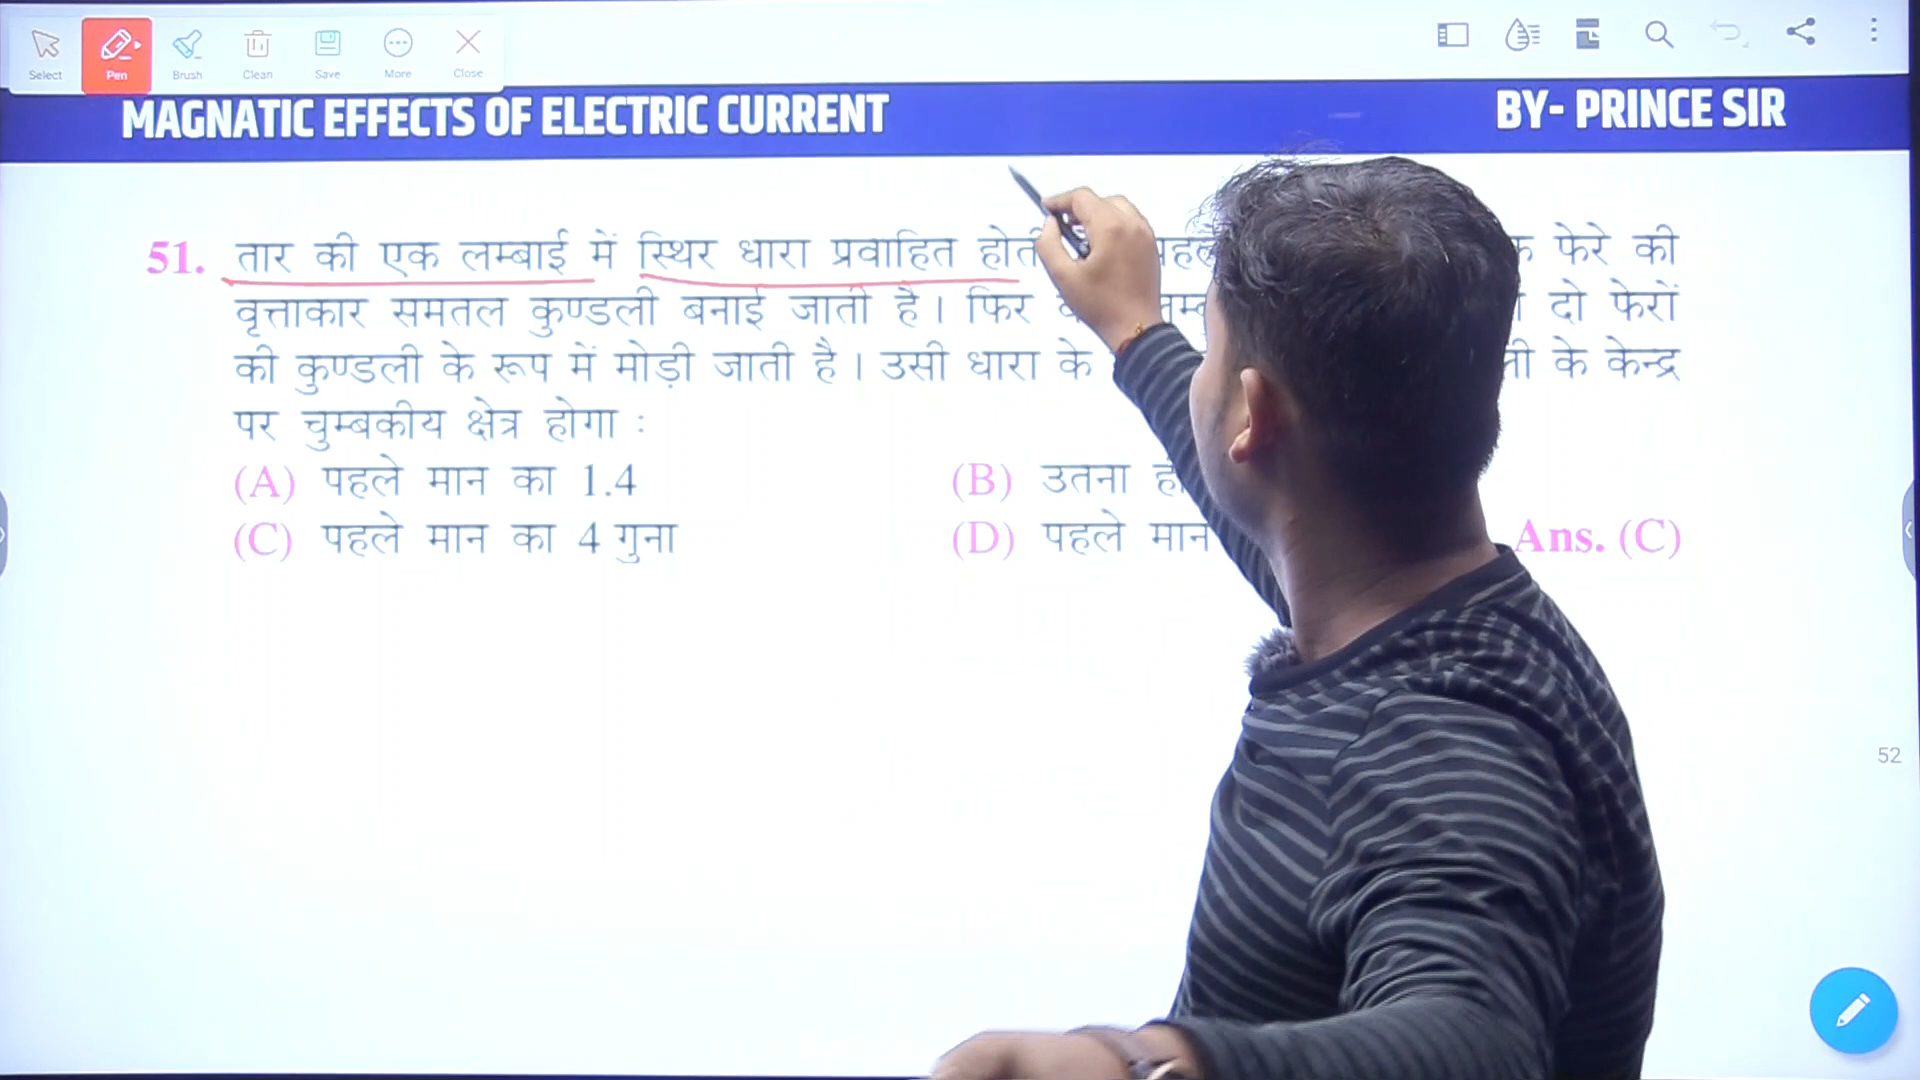 Select Pen Brush Clean Save More Close
MAGNATIC EFFECTS OF ELECTRIC CURRENT
BY- PRINCE SIR
51. तार की एक लम्बाई में स्थिर धारा प्रवाहित फेरे की
वृत्ताकार समतल कुण्डली बनाई जाती है। फिर दो फेरों
की कुण्डली के रूप में मोड़ी जाती है। उसी धारा के के केन्द्र
पर चुम्बकीय क्षेत्र होगा :
(A) पहले मान का 1.4
(B) उतना
(C) पहले मान का 4 गुना
(D) पहले मान
Ans. (C)
52